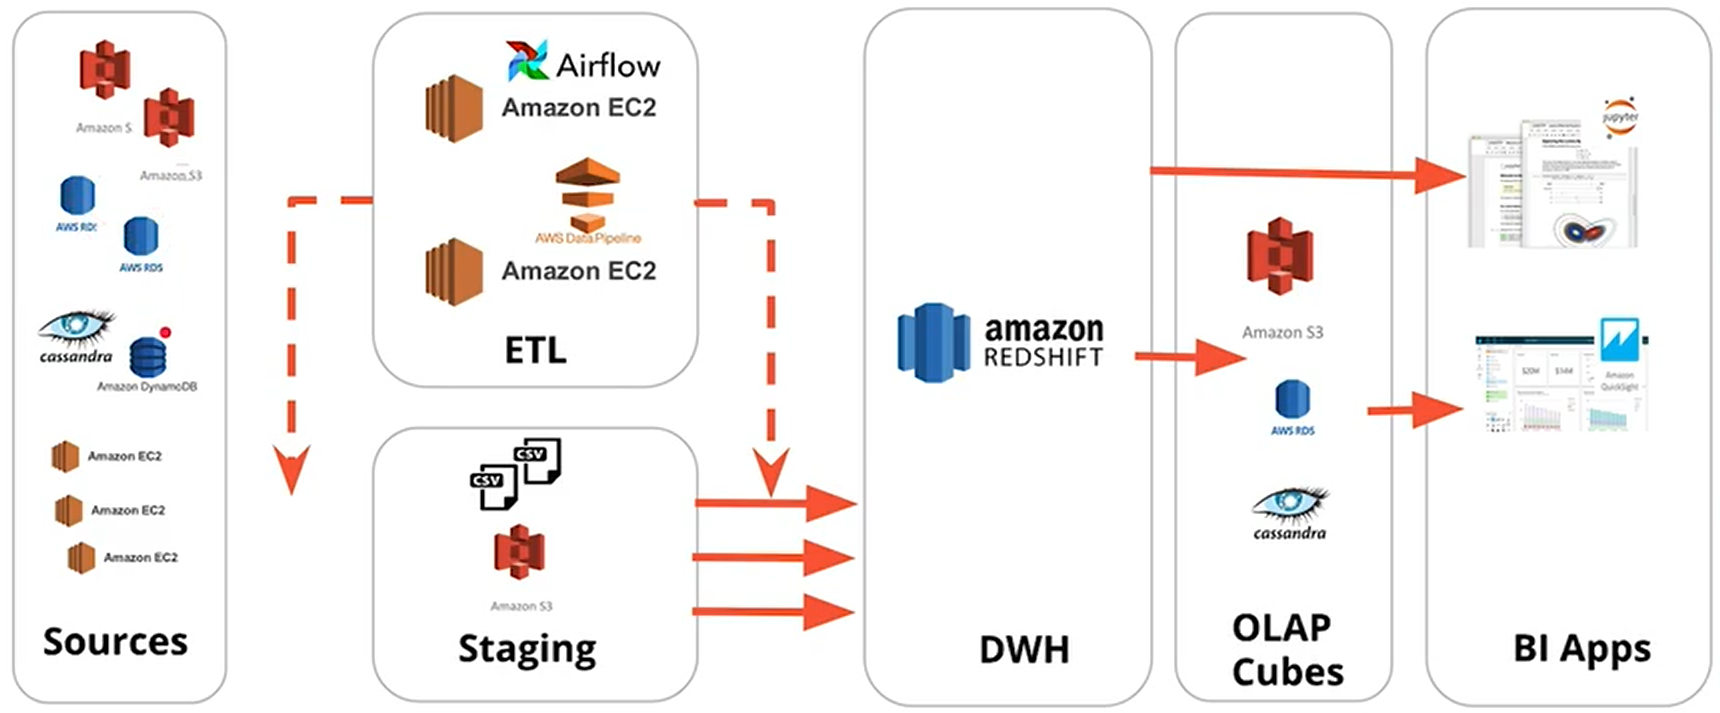 Amazon S
Amazon S3
AWS RDS
AWS RDS
cassandra
Amazon DynamoDB
Amazon EC2
Amazon EC2
Amazon EC2
Sources
Airflow
Amazon EC2
AWS Data Pipeline
Amazon EC2
ETL
CSV
CSV
Amazon S3
Staging
amazon
REDSHIFT
DWH
Amazon S3
AWS RDS
cassandra
OLAP
Cubes
jupyter
Amazon
QuickSight
$20M
$14M
BI Apps